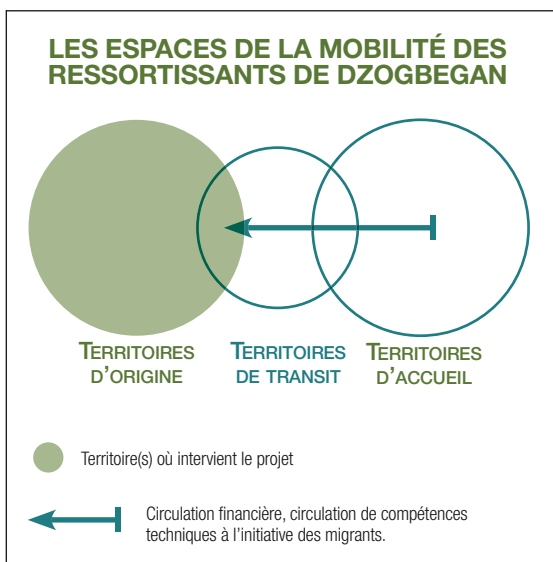 LES ESPACES DE LA MOBILITÉ DES
RESSORTISSANTS DE DZOGBEGAN
TERRITOIRES
D'ORIGINE
TERRITOIRES
DE TRANSIT
TERRITOIRES
D'ACCUEIL
Territoire(s) où intervient le projet
Circulation financière, circulation de compétences
techniques à l'initiative des migrants.